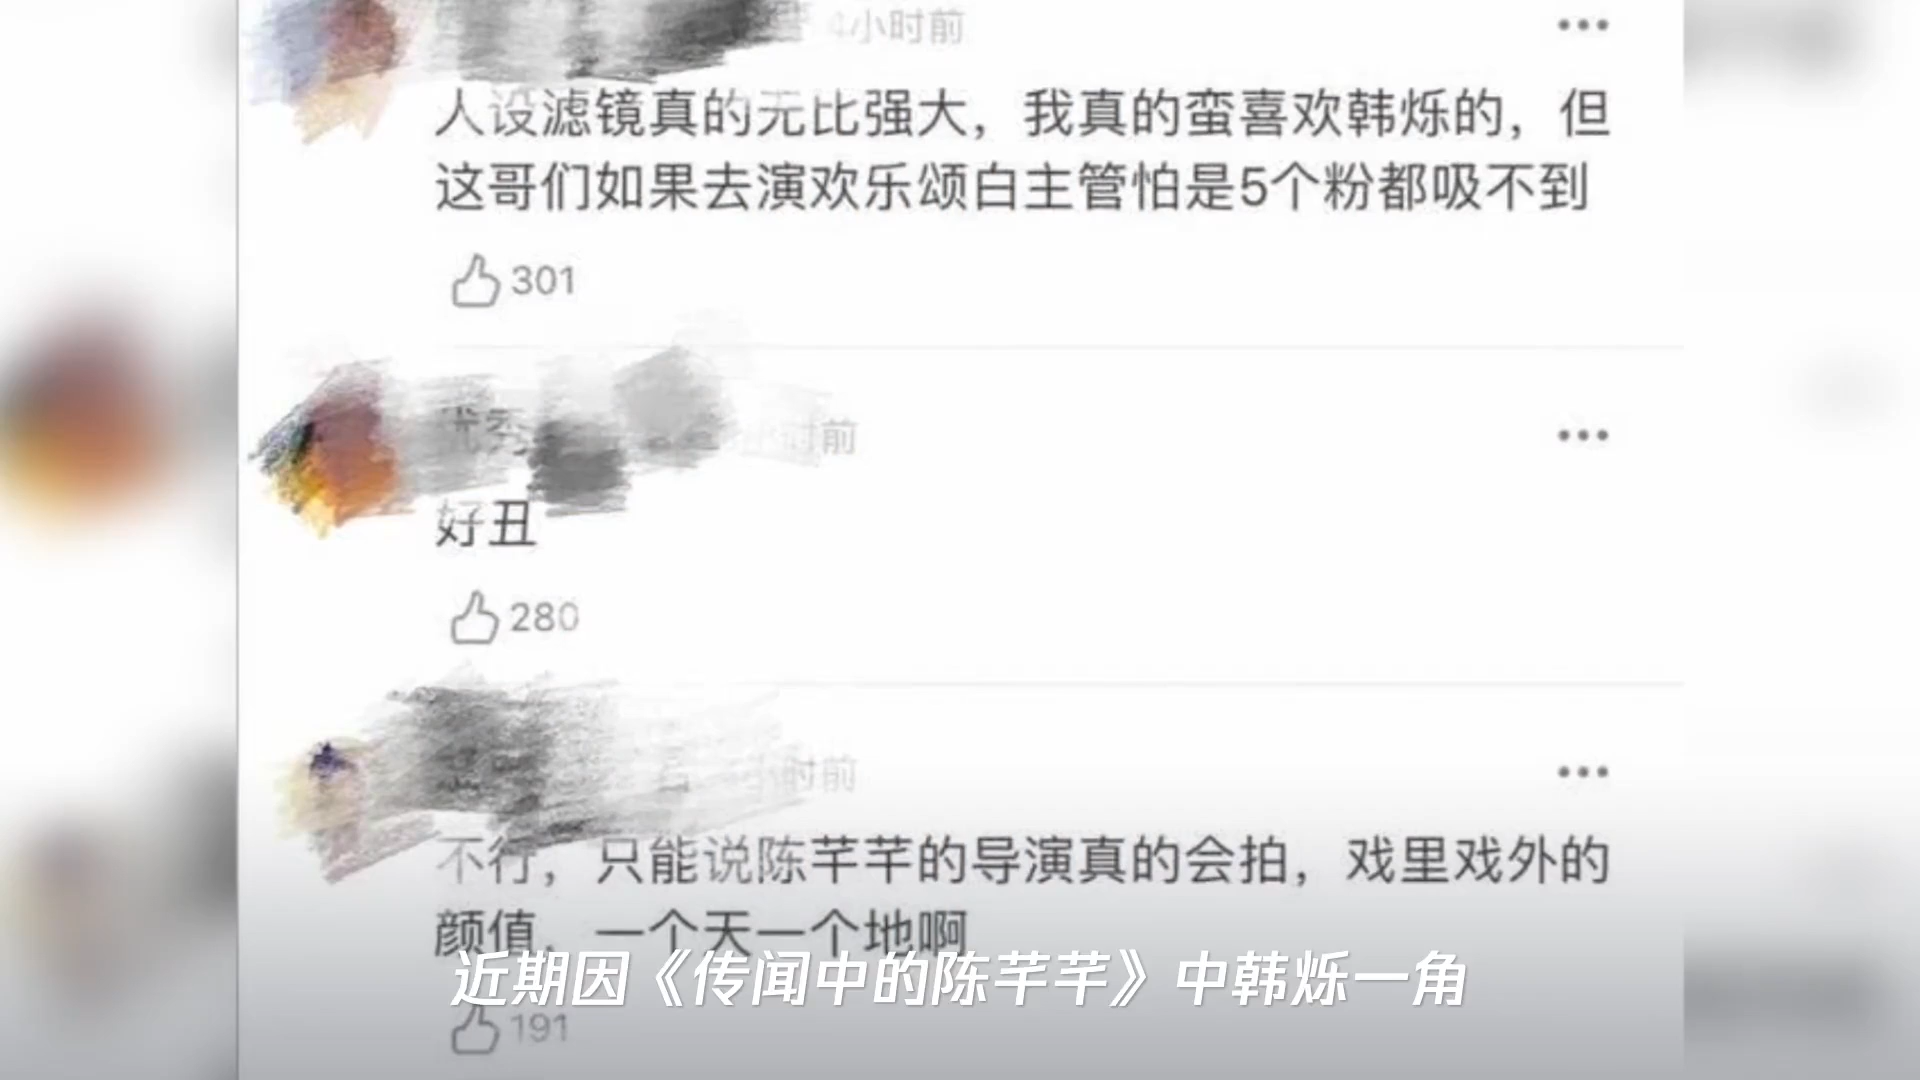 4小时前
人设滤镜真的无比强大，我真的蛮喜欢韩烁的，但
这哥们如果去演欢乐颂白主管怕是5个粉都吸不到
301
时前
好丑
280
小时前
不行，只能说陈芊芊的导演真的会拍，戏里戏外的
颜值，一个天一个地啊
近期因《传闻中的陈芊芊》中韩烁一角
191